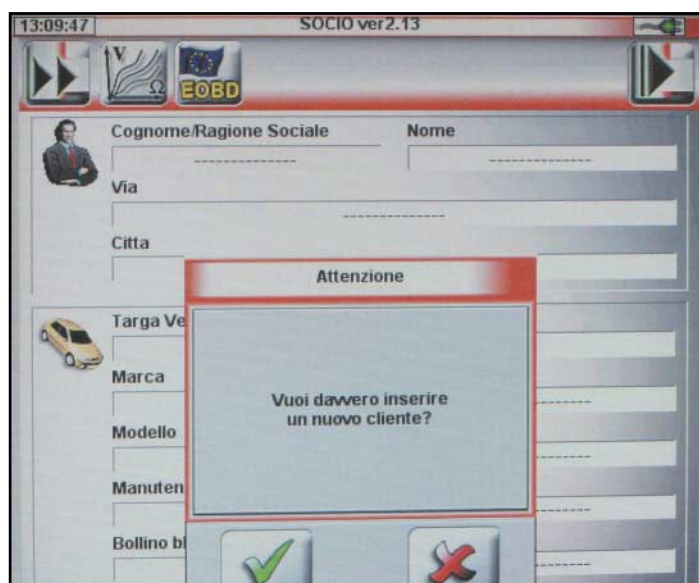 13:09:47 SOCIO ver2.13
V
Ω
EOBD
Cognome/Ragione Sociale Nome
-------------- --------------
Via
--------------
Citta
Attenzione
Targa Ve
Marca
Vuoi davvero inserire
un nuovo cliente?
Modello
Manuten
Bollino bl